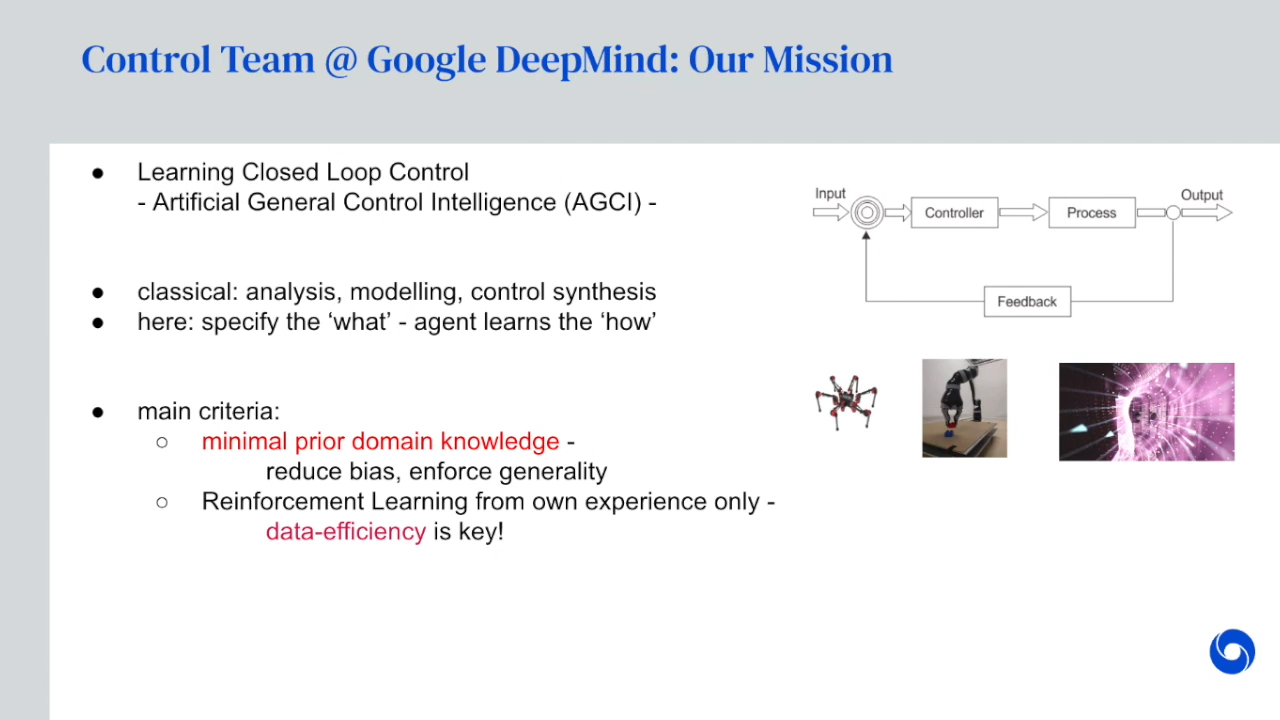 Control Team @ Google DeepMind: Our Mission
● Learning Closed Loop Control
- Artificial General Control Intelligence (AGCI) -
● classical: analysis, modelling, control synthesis
● here: specify the ‘what’ - agent learns the ‘how’
● main criteria:
○ minimal prior domain knowledge -
reduce bias, enforce generality
○ Reinforcement Learning from own experience only -
data-efficiency is key!
Input
Controller
Process
Output
Feedback